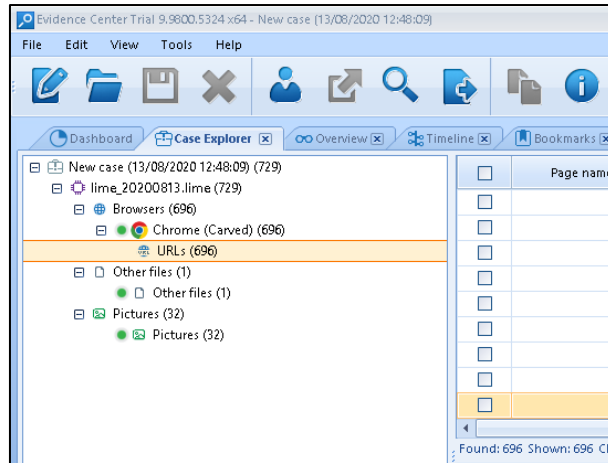 Evidence Center Trial 9.9800.5324 x64 - New case (13/08/2020 12:48:09)
File Edit View Tools Help
Dashboard Case Explorer Overview Timeline Bookmarks
New case (13/08/2020 12:48:09) (729)
Page name
lime_20200813.lime (729)
Browsers (696)
Chrome (Carved) (696)
URLs (696)
Other files (1)
Other files (1)
Pictures (32)
Pictures (32)
Found: 696 Shown: 696